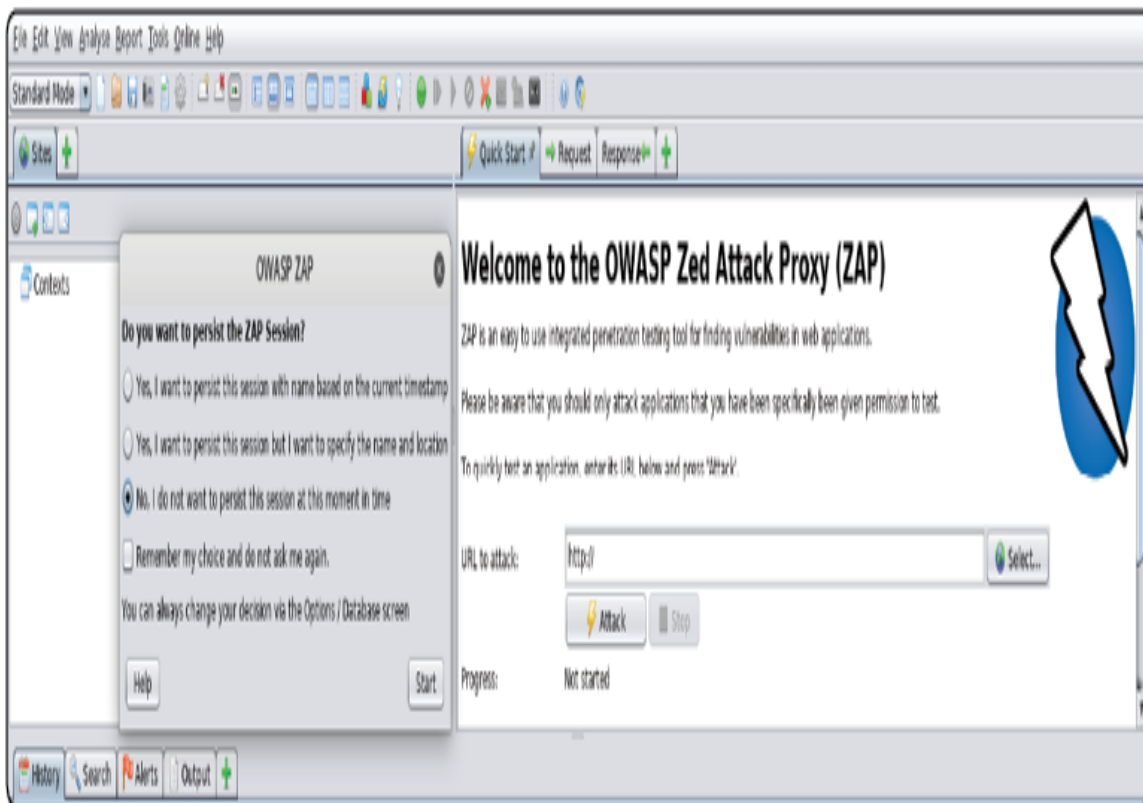 File Edit View Analyse Report Tools Online Help
Standard Mode
Sites
Quick Start
Request
Response
Contexts
OWASP ZAP
Do you want to persist the ZAP Session?
Yes, I want to persist this session with name based on the current timestamp
Yes, I want to persist this session but I want to specify the name and location
No, I do not want to persist this session at this moment in time
Remember my choice and do not ask me again.
You can always change your decision via the Options / Database screen
Help
Start
Welcome to the OWASP Zed Attack Proxy (ZAP)
ZAP is an easy to use integrated penetration testing tool for finding vulnerabilities in web applications.
Please be aware that you should only attack applications that you have been specifically been given permission to test.
To quickly test an application, enter its URL below and press 'Attack'.
URL to attack:
http://
Select...
Attack
Stop
Progress:
Not started
History
Search
Alerts
Output